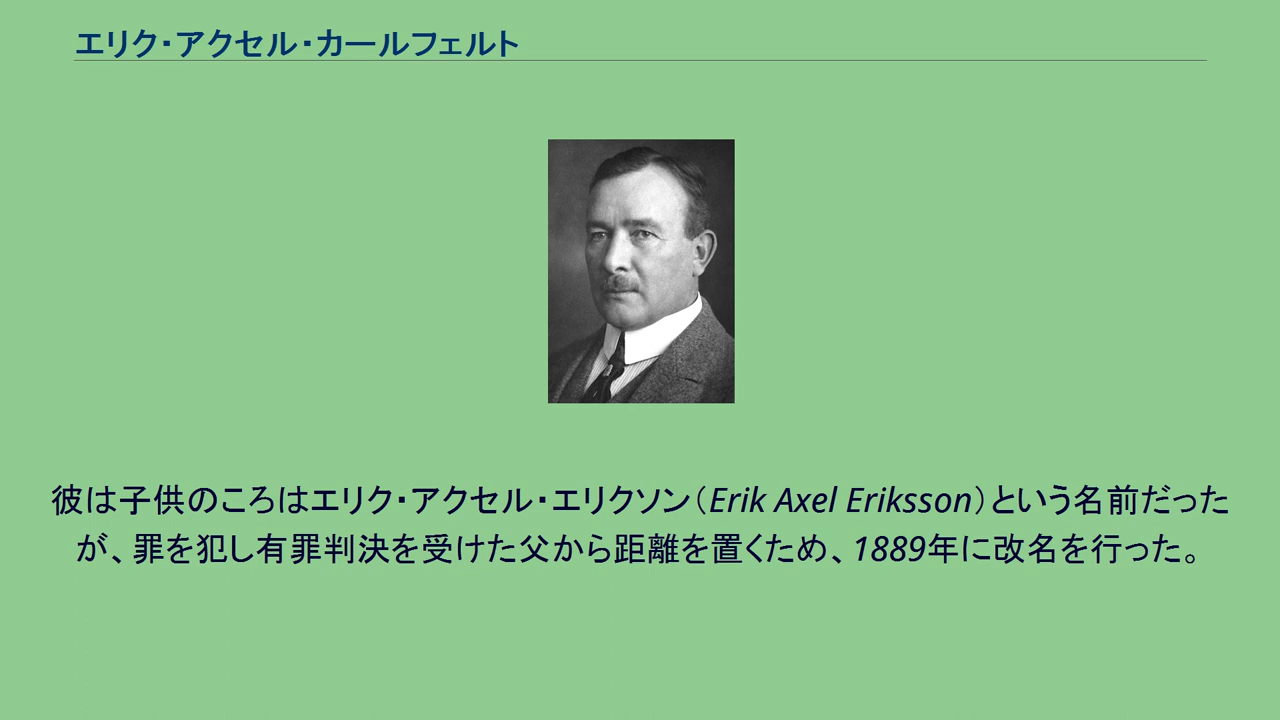 エリク・アクセル・カールフェルト
彼は子供のころはエリク・アクセル・エリクソン（Erik Axel Eriksson）という名前だった
が、罪を犯し有罪判決を受けた父から距離を置くため、1889年に改名を行った。